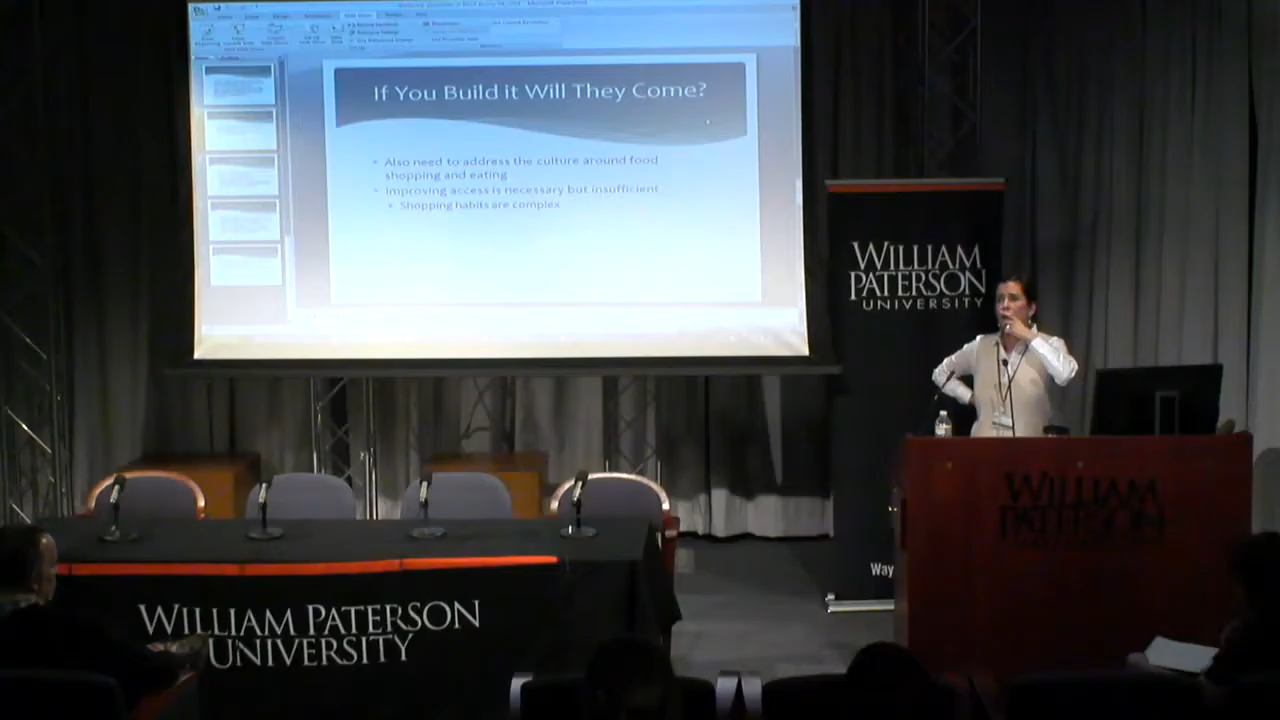 If You Build it Will They Come?
Also need to address the culture around food
shopping and eating
Improving access is necessary but insufficient
Shopping habits are complex
WILLIAM
PATERSON
UNIVERSITY
WILLIAM
PATERSON
Way
WILLIAM PATERSON
UNIVERSITY